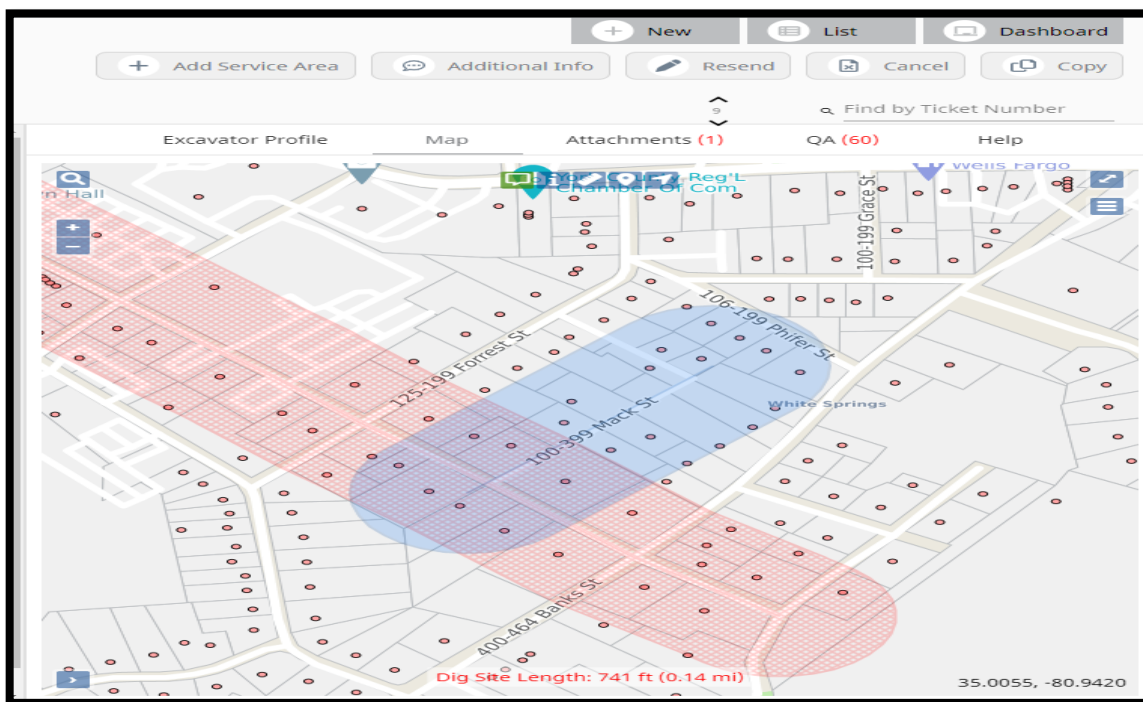 New List Dashboard
Add Service Area Additional Info Resend Cancel Copy
9 Find by Ticket Number
Excavator Profile Map Attachments (1) QA (60) Help
Wells Fargo
Reg'L
Chamber Of Com
n Hall
100-199 Grace St
106-199 Phifer St
125-199 Forrest St
White Springs
100-399 Mack St
400-464 Banks St
Dig Site Length: 741 ft (0.14 mi)
35.0055, -80.9420